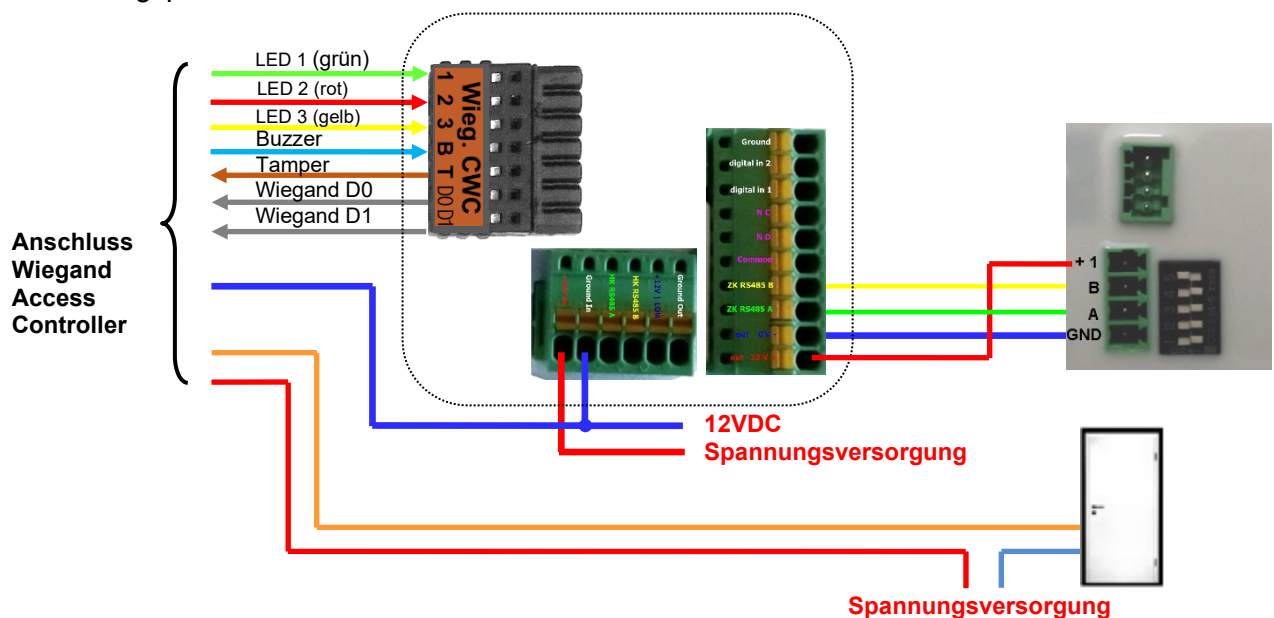 LED 1 (grün)
LED 2 (rot)
LED 3 (gelb)
Buzzer
Tamper
Wiegand D0
Wiegand D1
Anschluss
Wiegand
Access
Controller
Wieg. CWC
1 2 3 B T D0 D1
Ground In
HK RS485 A
HK RS485 B
Ground Out
Ground
digital in 2
digital in 1
N C
N O
Common
ZK RS485 B
ZK RS485 A
out 0 V -
out 12 V
+ 1
B
A
GND
12VDC
Spannungsversorgung
Spannungsversorgung